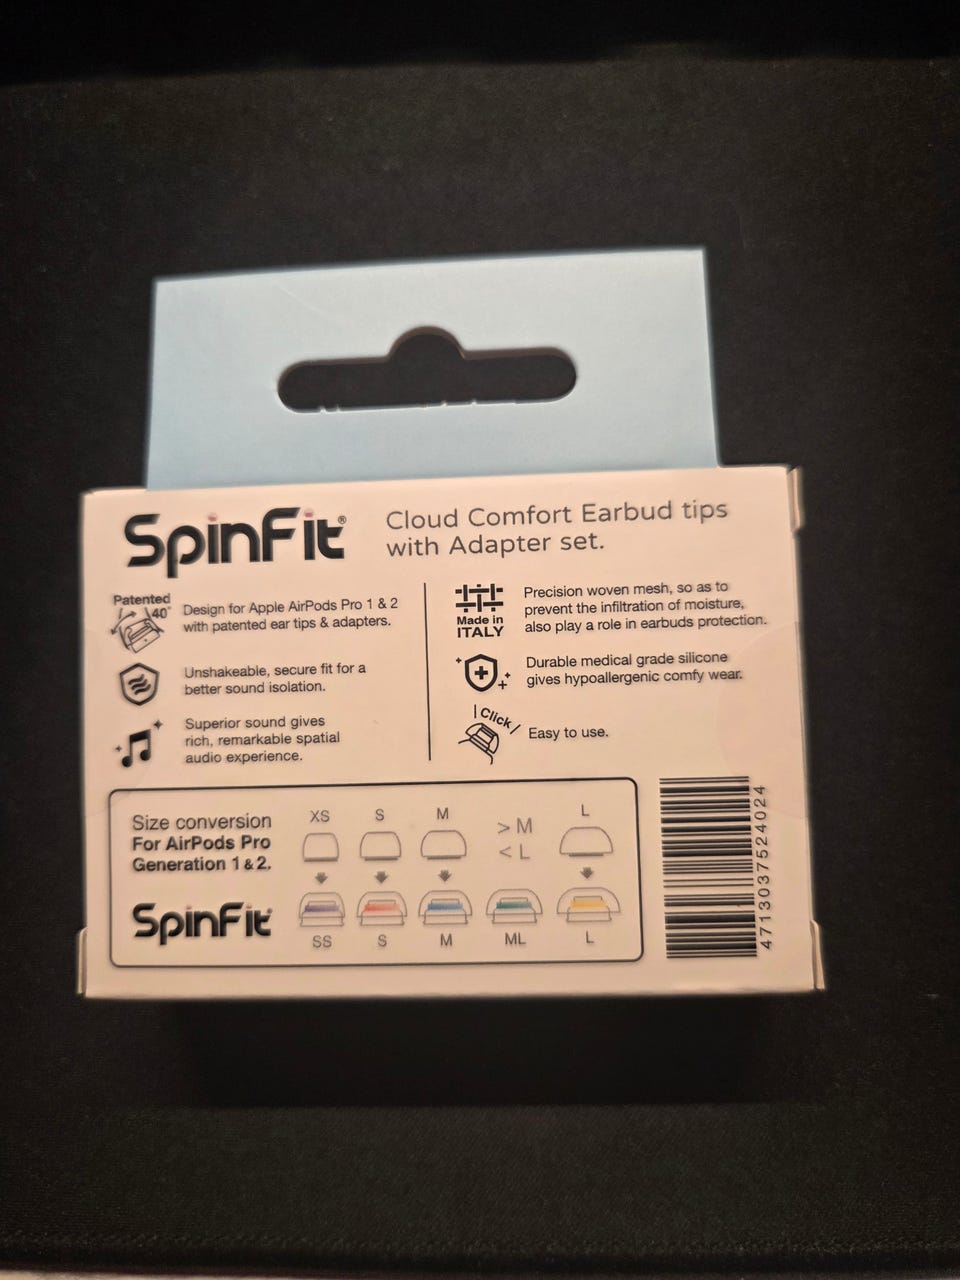 SpinFit®
Cloud Comfort Earbud tips
with Adapter set.
Patented
40°
Design for Apple AirPods Pro 1 & 2
with patented ear tips & adapters.
Unshakeable, secure fit for a
better sound isolation.
Superior sound gives
rich, remarkable spatial
audio experience.
Made in
ITALY
Precision woven mesh, so as to
prevent the infiltration of moisture,
also play a role in earbuds protection.
Durable medical grade silicone
gives hypoallergenic comfy wear.
Click
Easy to use.
Size conversion
For AirPods Pro
Generation 1 & 2.
XS S M > M L
< L
SpinFit®
SS S M ML L
4713037524024